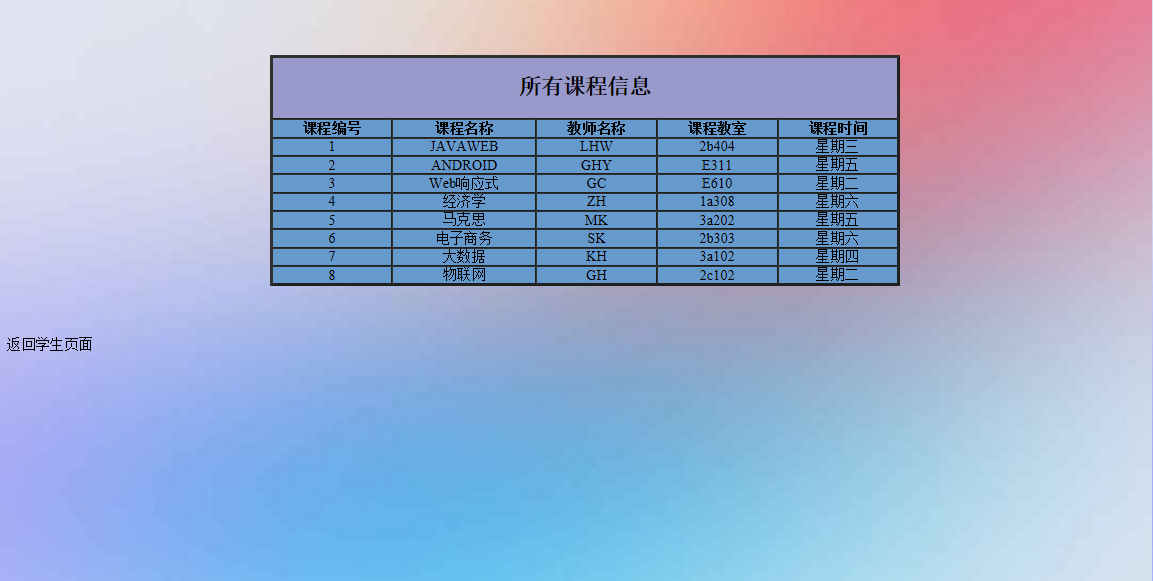 所有课程信息
课程编号 课程名称 教师名称 课程教室 课程时间
1 JAVAWEB LHW 2b404 星期三
2 ANDROID GHY E311 星期五
3 Web响应式 GC E610 星期二
4 经济学 ZH 1a308 星期六
5 马克思 MK 3a202 星期五
6 电子商务 SK 2b303 星期六
7 大数据 KH 3a102 星期四
8 物联网 GH 2c102 星期二
返回学生页面